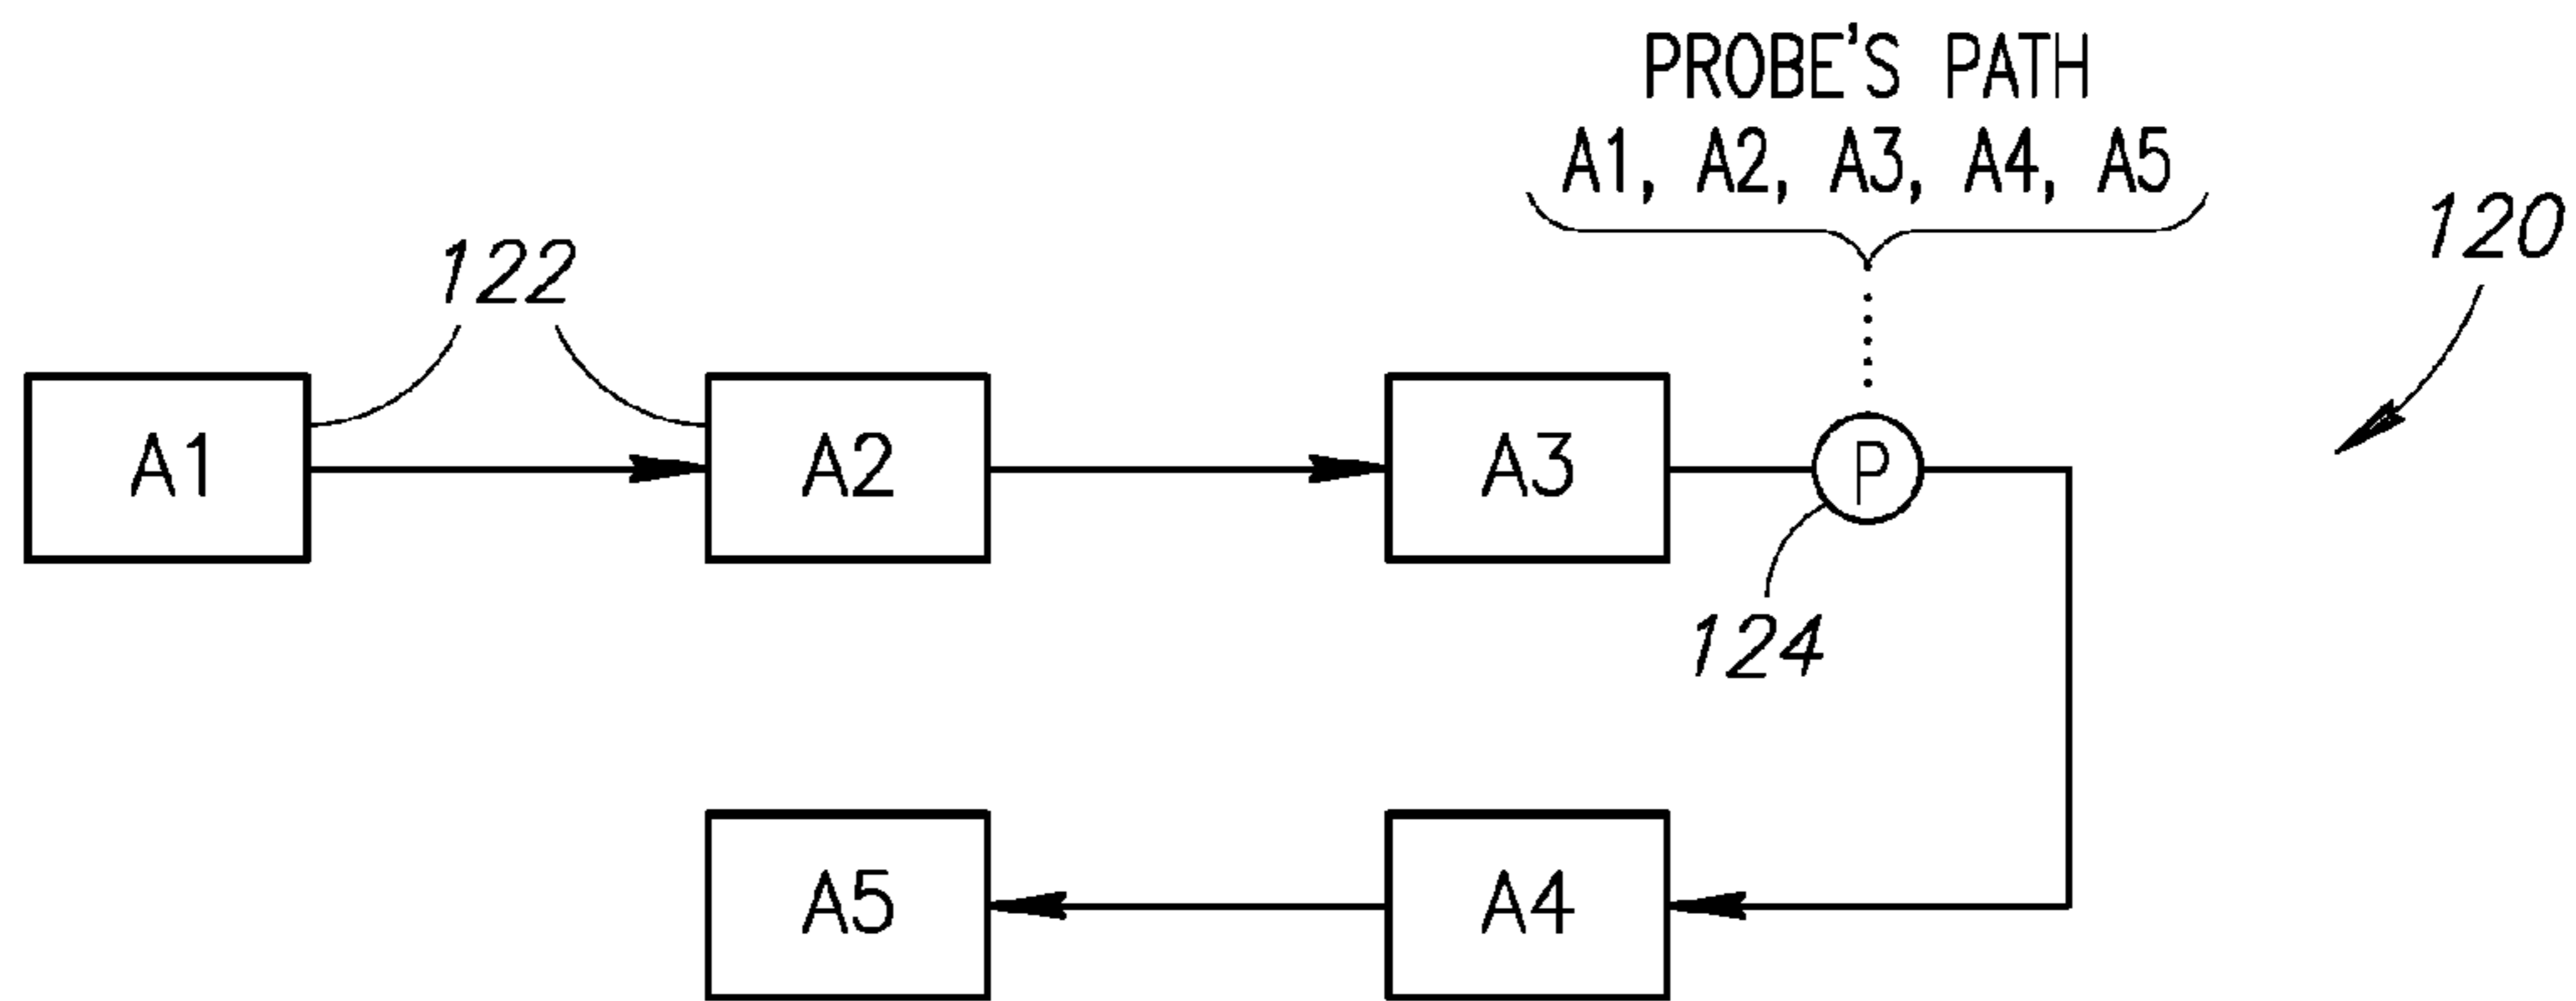 PROBE'S PATH
A1, A2, A3, A4, A5
120
122
A1
A2
A3
P
124
A5
A4